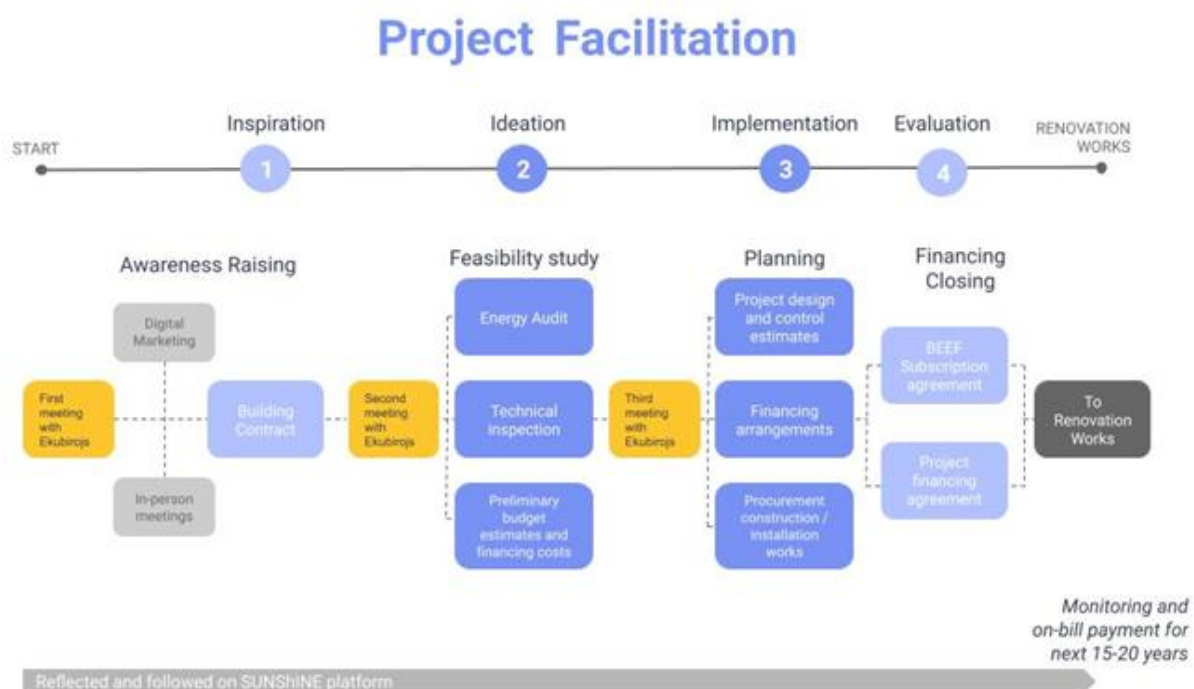 Project Facilitation
Inspiration
Ideation
Implementation
Evaluation
START
RENOVATION
WORKS
1
2
3
4
Awareness Raising
Feasibility study
Planning
Financing
Closing
Digital
Marketing
First
meeting
with
Ekubirojs
Building
Contract
In-person
meetings
Second
meeting
with
Ekubirojs
Energy Audit
Technical
inspection
Preliminary
budget
estimates and
financing costs
Third
meeting
with
Ekubirojs
Project design
and control
estimates
Financing
arrangements
Procurement
construction /
installation
works
BEEF
Subscription
agreement
Project
financing
agreement
To
Renovation
Works
Monitoring and
on-bill payment for
next 15-20 years
Reflected and followed on SUNShINE platform